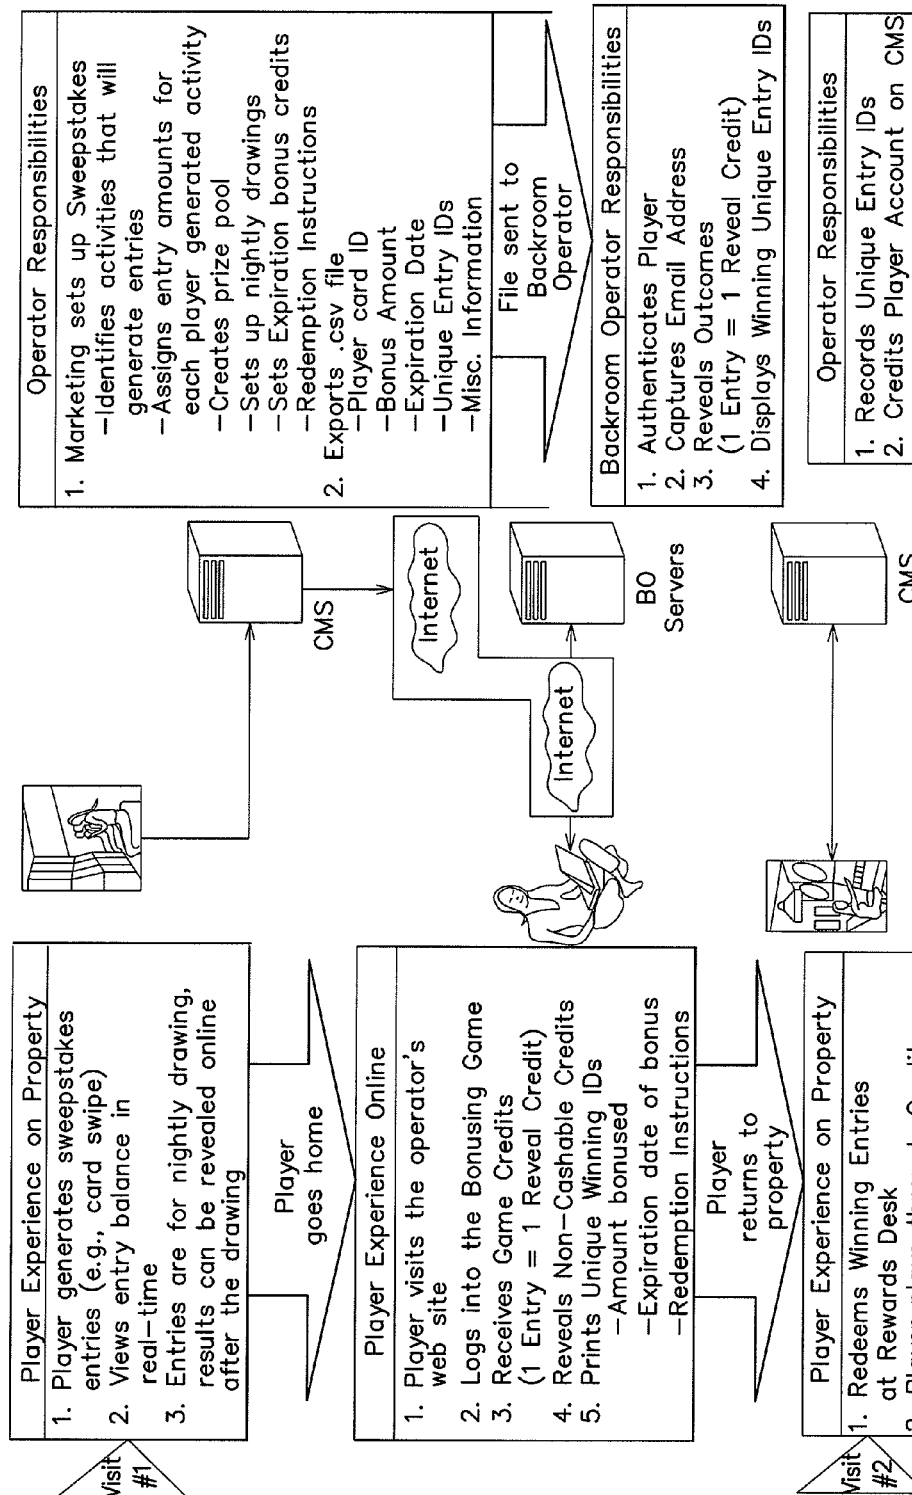 Visit
#1
Player Experience on Property
1. Player generates sweepstakes
entries (e.g., card swipe)
2. Views entry balance in
real-time
3. Entries are for nightly drawing,
results can be revealed online
after the drawing
Player
goes home
Player Experience Online
1. Player visits the operator's
web site
2. Logs into the Bonusing Game
3. Receives Game Credits
(1 Entry = 1 Reveal Credit)
4. Reveals Non-Cashable Credits
5. Prints Unique Winning IDs
-Amount bonused
-Expiration date of bonus
-Redemption Instructions
Player
returns to
property
Visit
#2
Player Experience on Property
1. Redeems Winning Entries
at Rewards Desk
CMS
Internet
Internet
BO
Servers
CMS
Operator Responsibilities
1. Marketing sets up Sweepstakes
-Identifies activities that will
generate entries
-Assigns entry amounts for
each player generated activity
-Creates prize pool
-Sets up nightly drawings
-Sets Expiration bonus credits
-Redemption Instructions
2. Exports .csv file
-Player card ID
-Bonus Amount
-Expiration Date
-Unique Entry IDs
-Misc. Information
File sent to
Backroom
Operator
Backroom Operator Responsibilities
1. Authenticates Player
2. Captures Email Address
3. Reveals Outcomes
(1 Entry = 1 Reveal Credit)
4. Displays Winning Unique Entry IDs
Operator Responsibilities
1. Records Unique Entry IDs
2. Credits Player Account on CMS